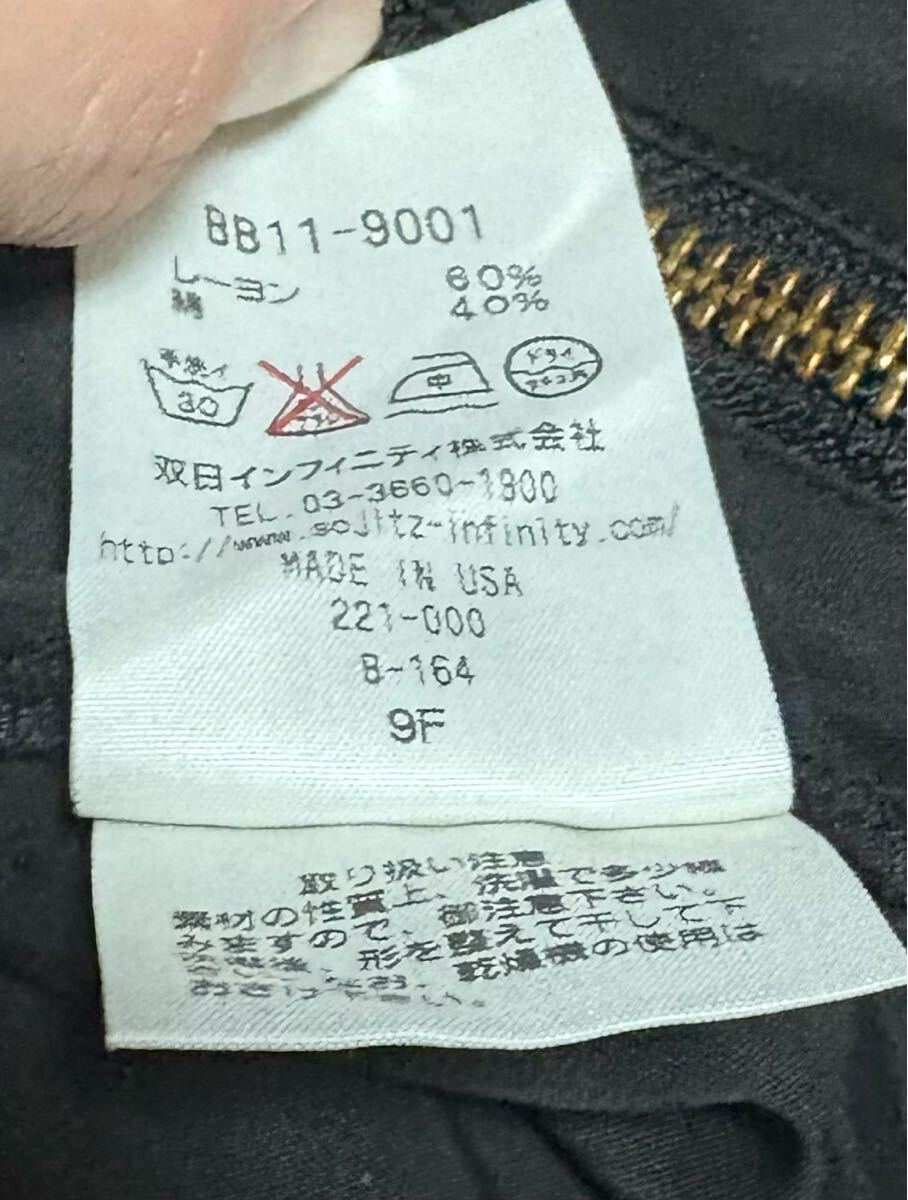 BB11-9001
レーヨン 60%
綿 40%
手洗イ 30
中
ドライ
双日インフィニティ株式会社
TEL.03-3660-1800
http://www.sojitz-infinity.com/
MADE IN USA
221-000
B-164
9F
取り扱い注意
素材の性質上、洗濯で多少縮
みますので、御注意下さい。
形を整えて干して下
乾燥機の使用は